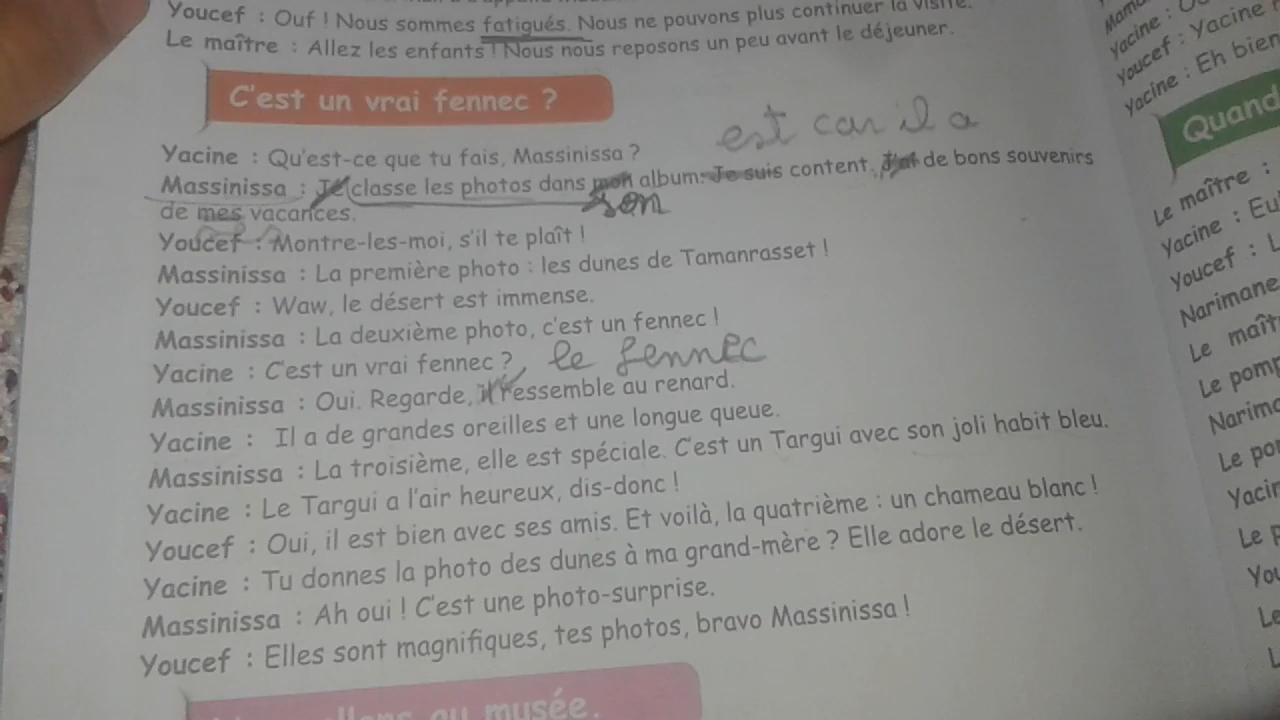 Youcef : Ouf ! Nous sommes fatigués. Nous ne pouvons plus continuer la visite.
Le maître : Allez les enfants ! Nous nous reposons un peu avant le déjeuner.
C'est un vrai fennec ?
est car il a
Yacine : Qu'est-ce que tu fais, Massinissa ?
Massinissa : Je classe les photos dans mon album. Je suis content, j'ai de bons souvenirs
son
de mes vacances.
Youcef : Montre-les-moi, s'il te plaît !
Massinissa : La première photo : les dunes de Tamanrasset !
Youcef : Waw, le désert est immense.
Massinissa : La deuxième photo, c'est un fennec !
Yacine : C'est un vrai fennec ? le fennec
Massinissa : Oui. Regarde, il ressemble au renard.
Yacine : Il a de grandes oreilles et une longue queue.
Massinissa : La troisième, elle est spéciale. C'est un Targui avec son joli habit bleu.
Yacine : Le Targui a l'air heureux, dis-donc !
Youcef : Oui, il est bien avec ses amis. Et voilà, la quatrième : un chameau blanc !
Yacine : Tu donnes la photo des dunes à ma grand-mère ? Elle adore le désert.
Massinissa : Ah oui ! C'est une photo-surprise.
Youcef : Elles sont magnifiques, tes photos, bravo Massinissa !
au musée.
Yacine :
Youcef : Yacine
Yacine : Eh bien
Quand
Le maître :
Yacine : Eu
Youcef : L
Narimane
Le maît
Le pomp
Narima
Le po
Yacin
Le p
You
Le
L